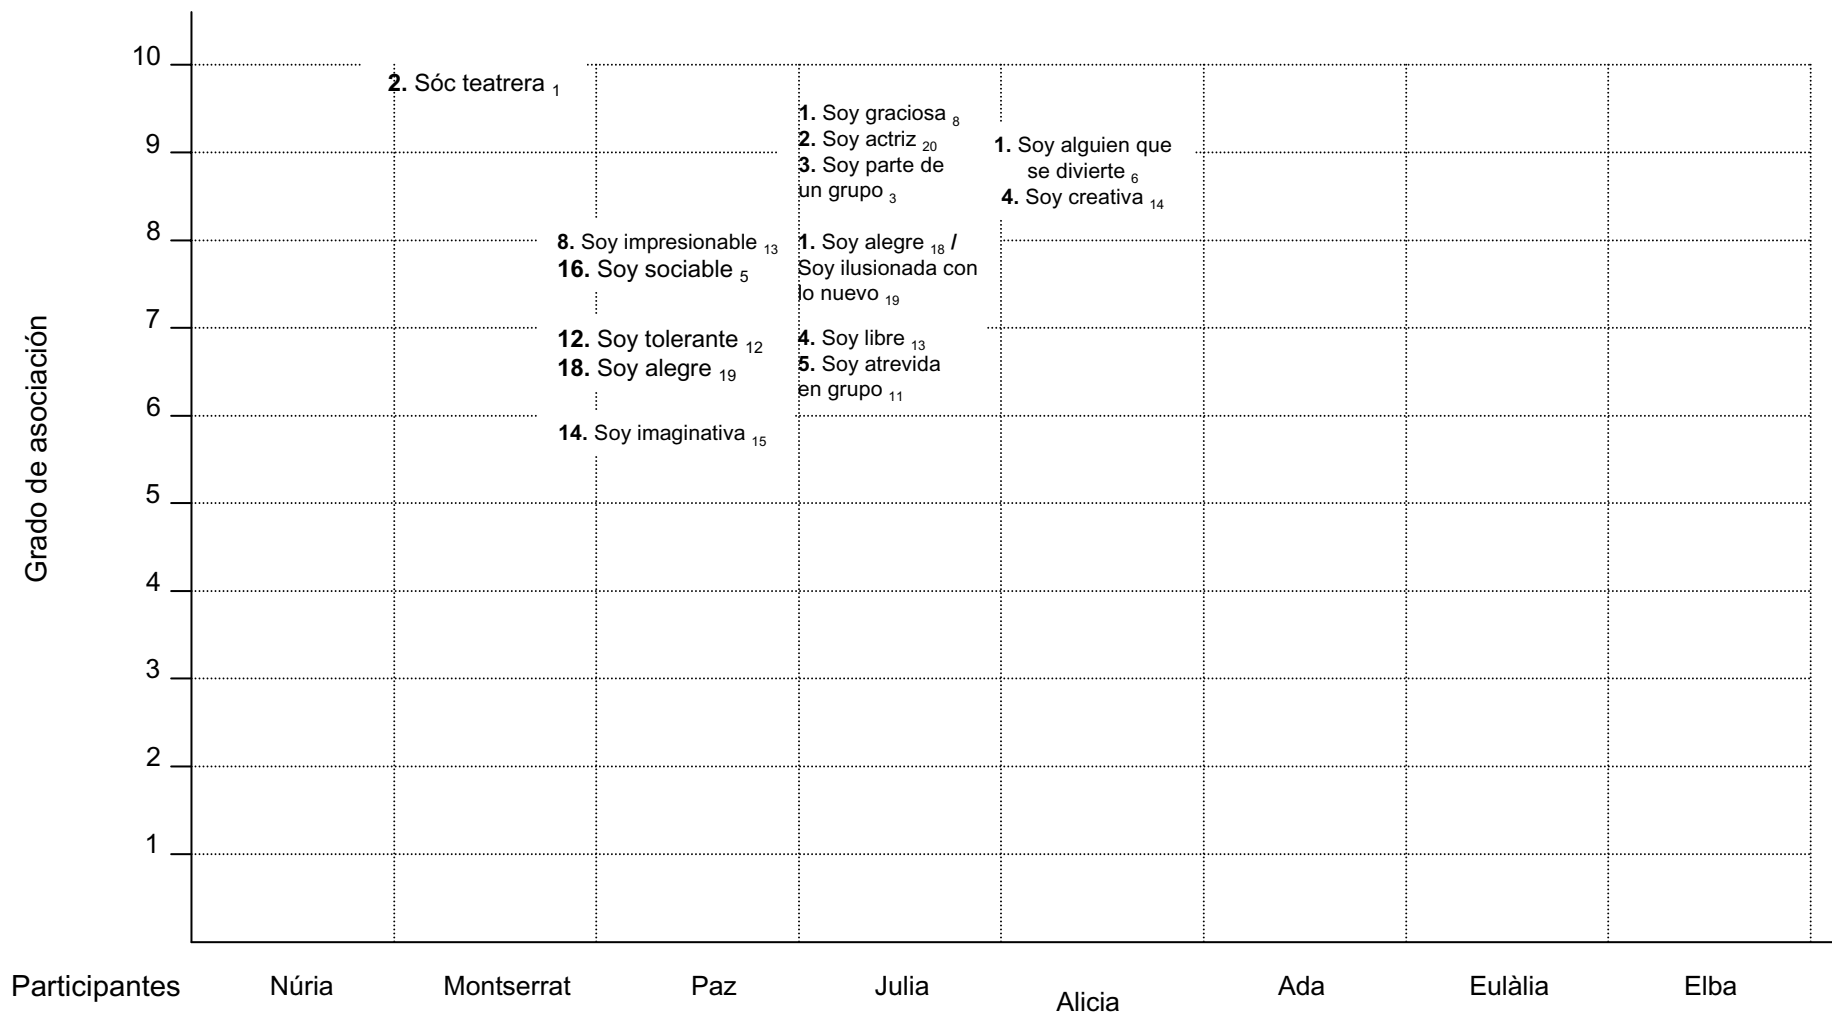 Grado de asociación
10
2. Sóc teatrera 1
9
1. Soy graciosa 8
2. Soy actriz 20
3. Soy parte de
un grupo 3
1. Soy alguien que
se divierte 6
4. Soy creativa 14
8
8. Soy impresionable 13
16. Soy sociable 5
1. Soy alegre 18 /
Soy ilusionada con
lo nuevo 19
7
12. Soy tolerante 12
18. Soy alegre 19
4. Soy libre 13
5. Soy atrevida
en grupo 11
6
14. Soy imaginativa 15
5
4
3
2
1
Participantes
Núria
Montserrat
Paz
Julia
Alicia
Ada
Eulàlia
Elba